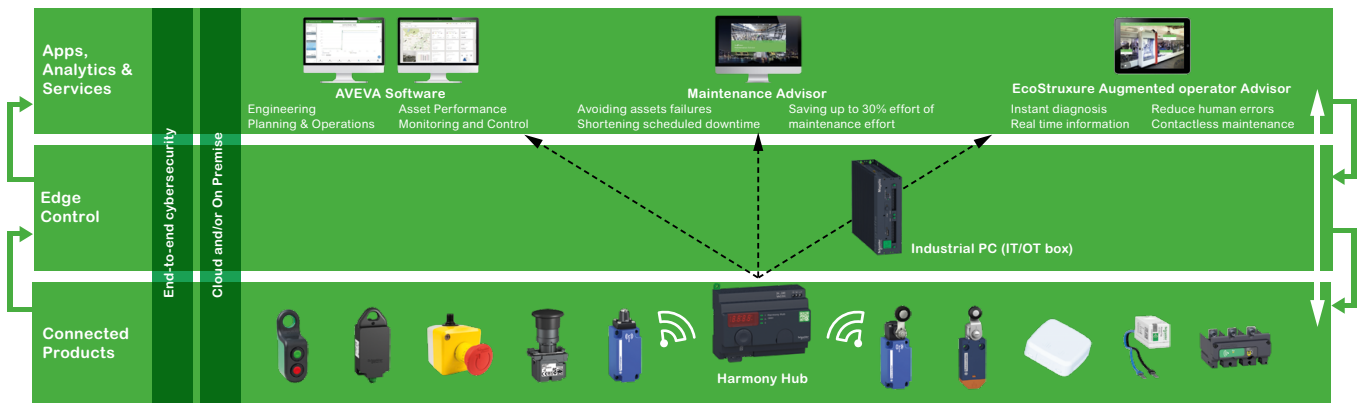 Apps,
Analytics &
Services
AVEVA Software
Engineering
Planning & Operations
Asset Performance
Monitoring and Control
Maintenance Advisor
Avoiding assets failures
Shortening scheduled downtime
Saving up to 30% effort of
maintenance effort
EcoStruxure Augmented operator Advisor
Instant diagnosis
Real time information
Reduce human errors
Contactless maintenance
End-to-end cybersecurity
Cloud and/or On Premise
Edge
Control
Industrial PC (IT/OT box)
Connected
Products
Harmony Hub